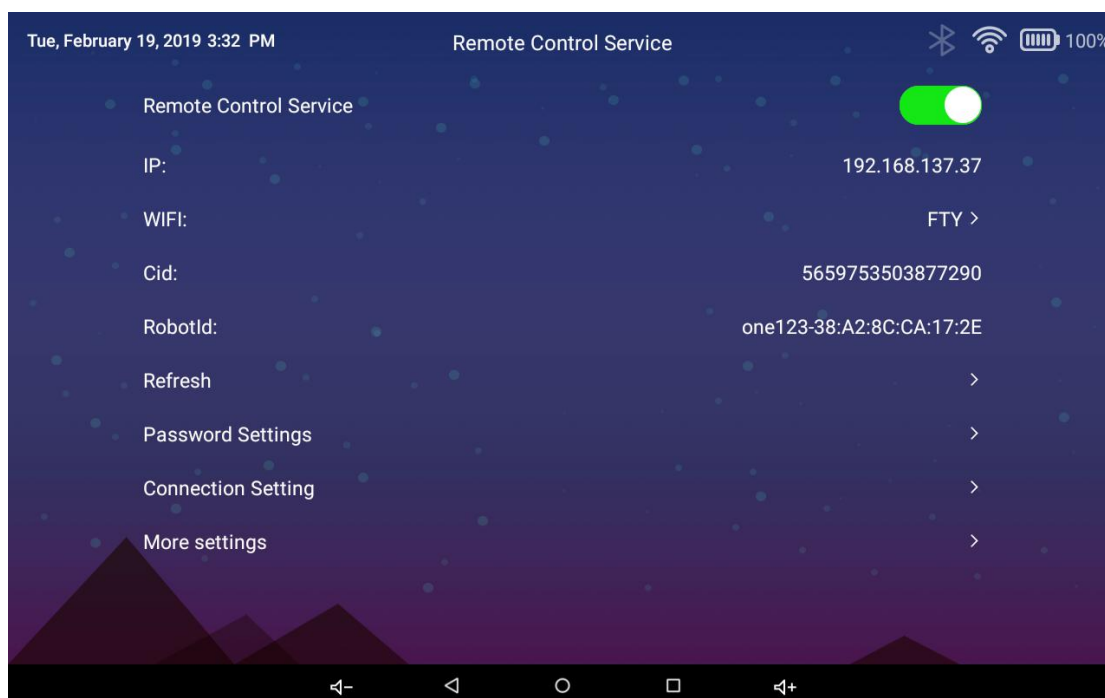 Tue, February 19, 2019 3:32 PM Remote Control Service 100%
Remote Control Service
IP: 192.168.137.37
WIFI: FTY >
Cid: 5659753503877290
RobotId: one123-38:A2:8C:CA:17:2E
Refresh >
Password Settings >
Connection Setting >
More settings >